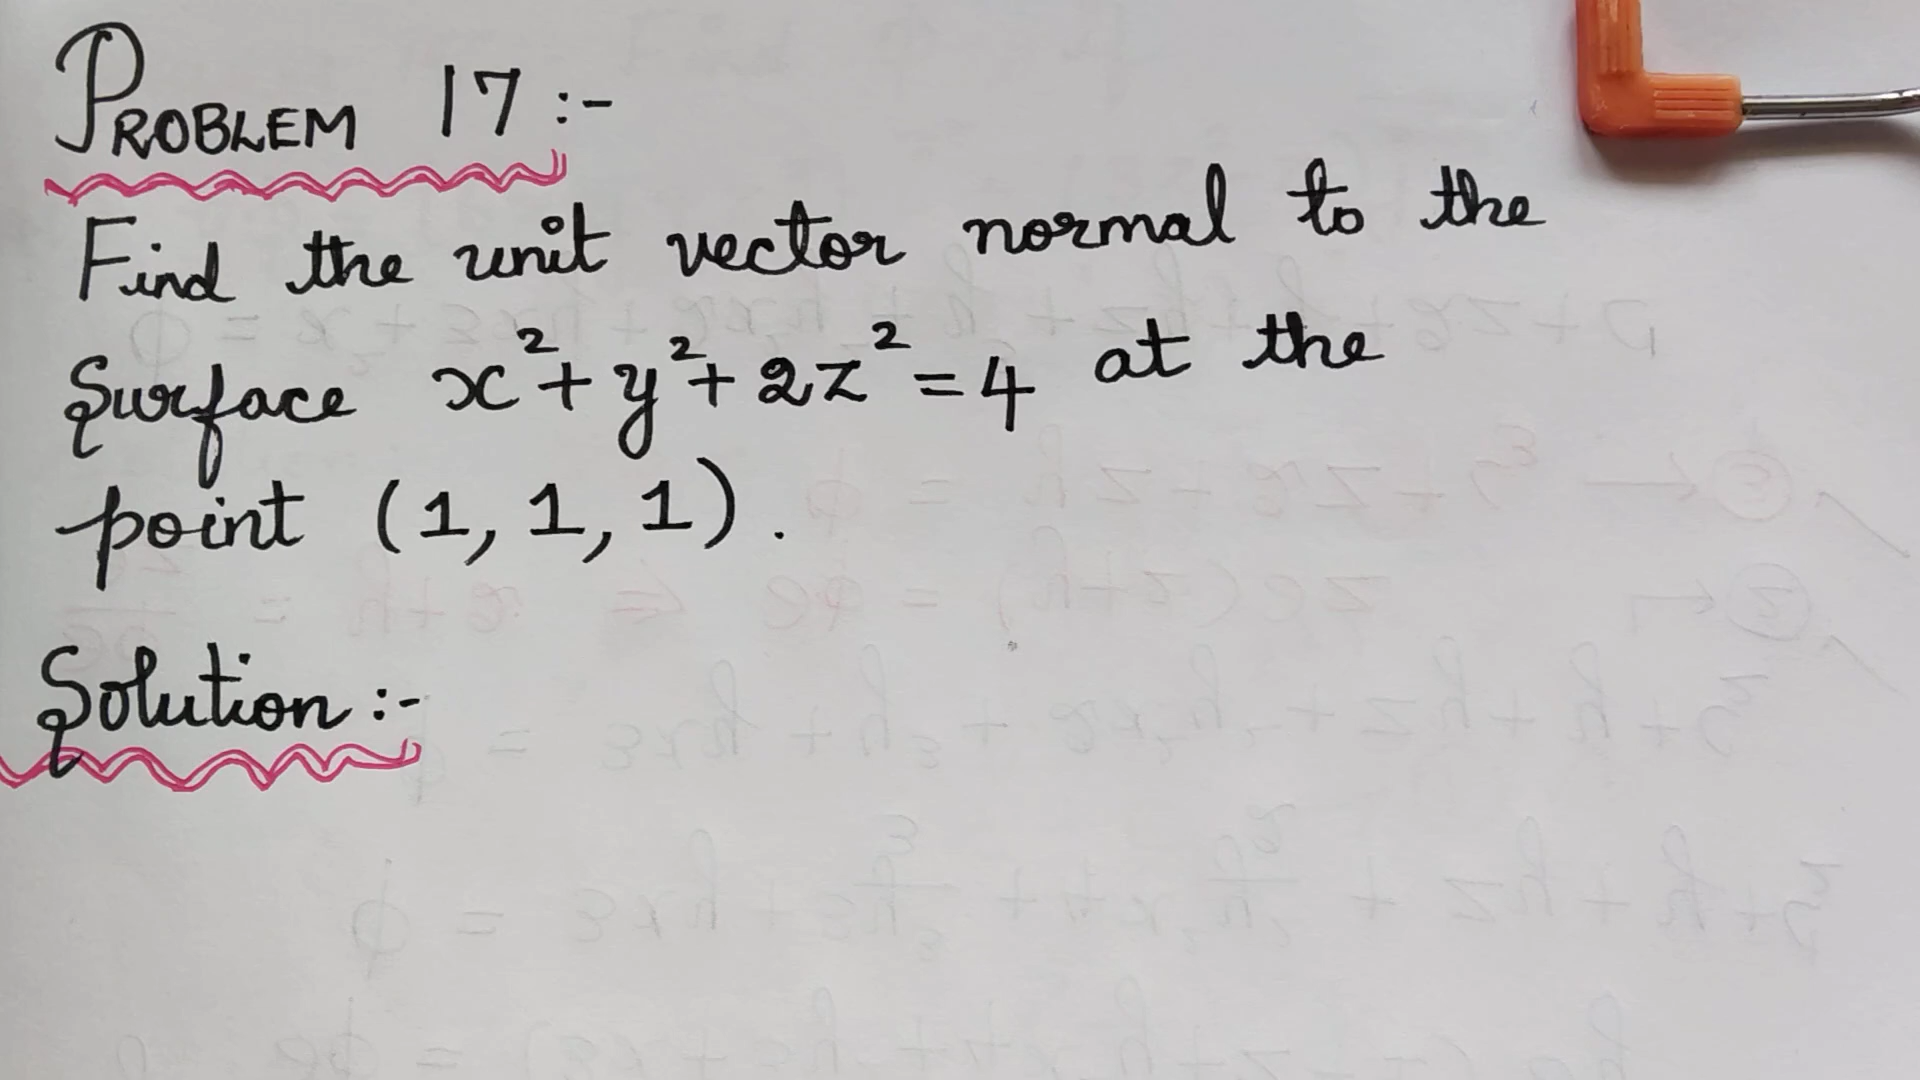 PROBLEM 17 :-
Find the unit vector normal to the
Surface x²+y²+2z²=4 at the
point (1, 1, 1).
Solution :-